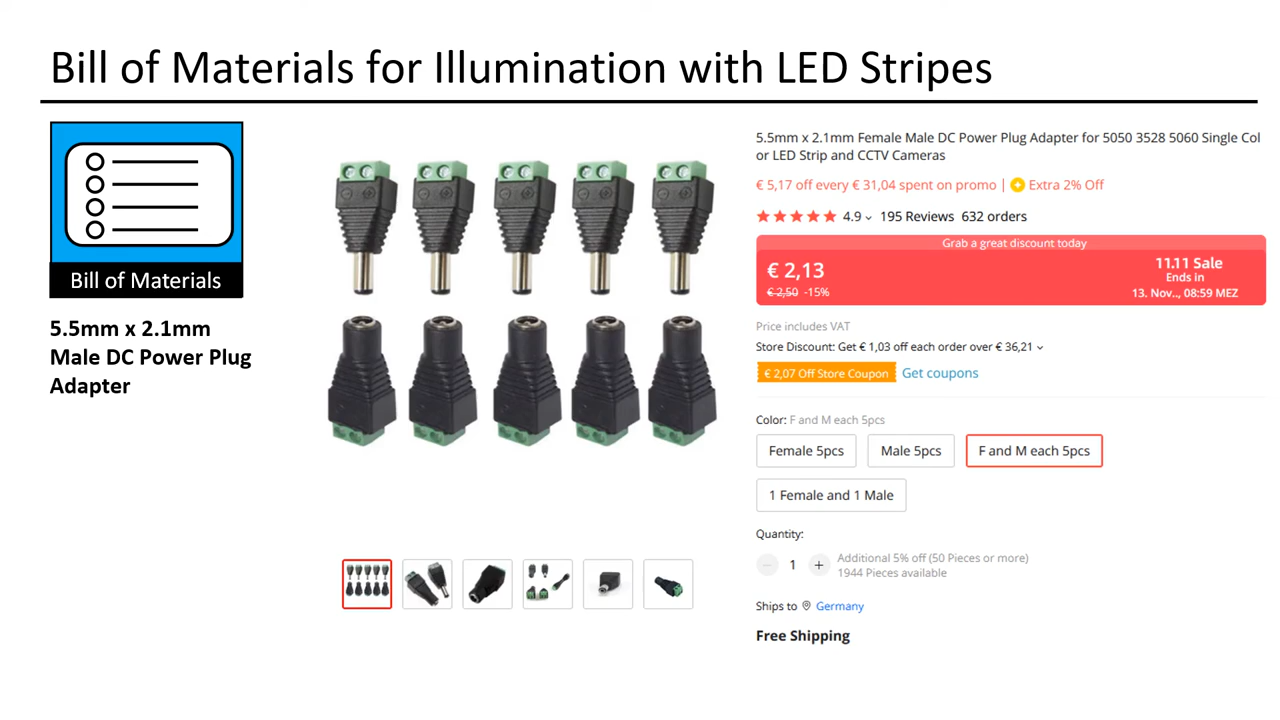 Bill of Materials for Illumination with LED Stripes
Bill of Materials
5.5mm x 2.1mm
Male DC Power Plug
Adapter
5.5mm x 2.1mm Female Male DC Power Plug Adapter for 5050 3528 5060 Single Col
or LED Strip and CCTV Cameras
€ 5,17 off every € 31,04 spent on promo | Extra 2% Off
4.9 195 Reviews 632 orders
Grab a great discount today
€ 2,13
€ 2,50 -15%
11.11 Sale
Ends in
13. Nov.., 08:59 MEZ
Price includes VAT
Store Discount: Get € 1,03 off each order over € 36,21
€ 2,07 Off Store Coupon Get coupons
Color: F and M each 5pcs
Female 5pcs Male 5pcs F and M each 5pcs
1 Female and 1 Male
Quantity:
1 + Additional 5% off (50 Pieces or more)
1944 Pieces available
Ships to Germany
Free Shipping